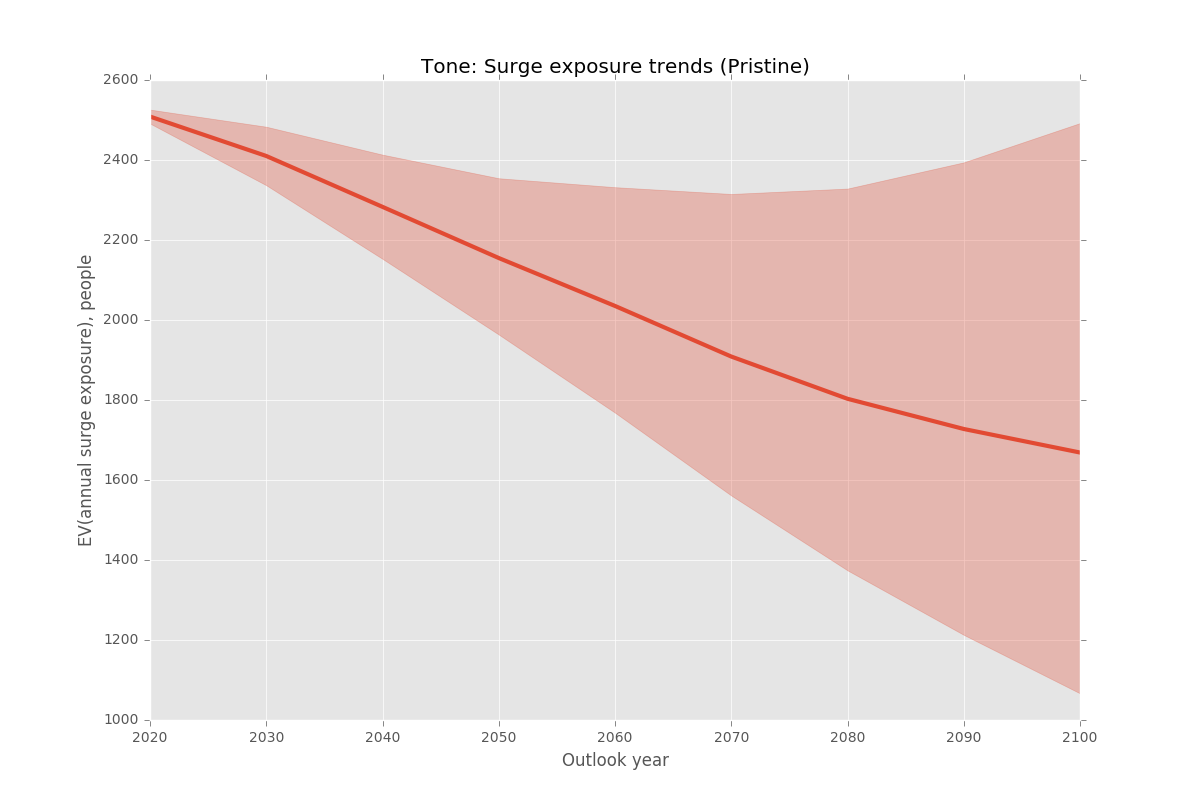 Tone: Surge exposure trends (Pristine)
EV(annual surge exposure), people
2600
2400
2200
2000
1800
1600
1400
1200
1000
2020 2030 2040 2050 2060 2070 2080 2090 2100
Outlook year